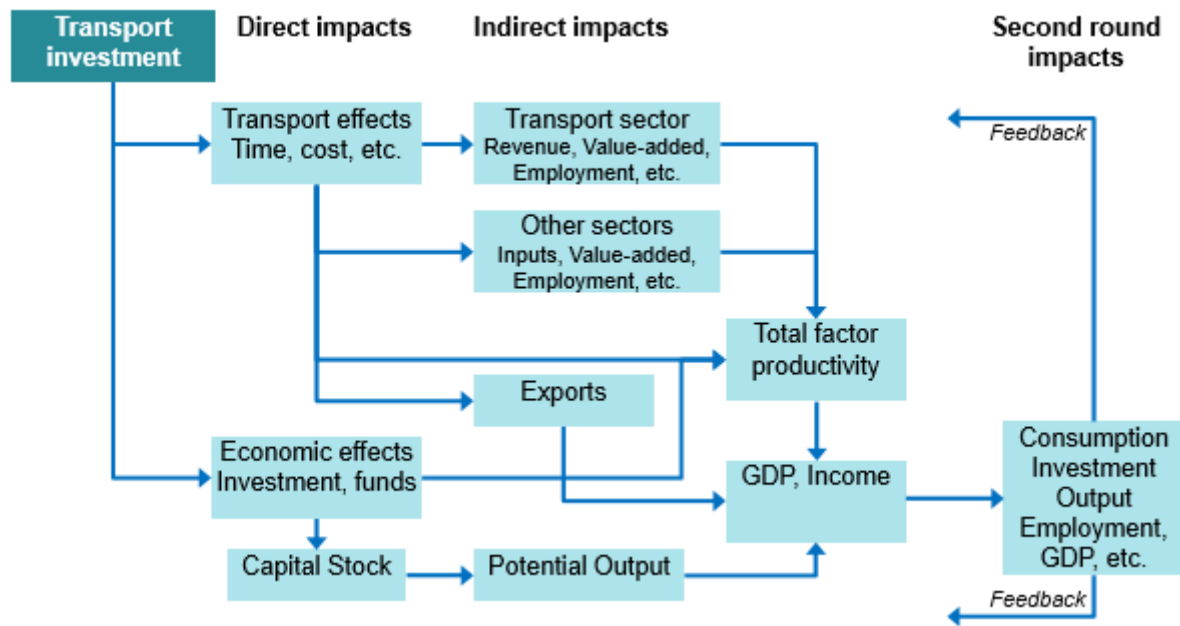 Transport
investment
Direct impacts
Indirect impacts
Second round
impacts
Transport effects
Time, cost, etc.
Transport sector
Revenue, Value-added,
Employment, etc.
Feedback
Other sectors
Inputs, Value-added,
Employment, etc.
Total factor
productivity
Exports
Economic effects
Investment, funds
GDP, Income
Consumption
Investment
Output
Employment,
GDP, etc.
Capital Stock
Potential Output
Feedback